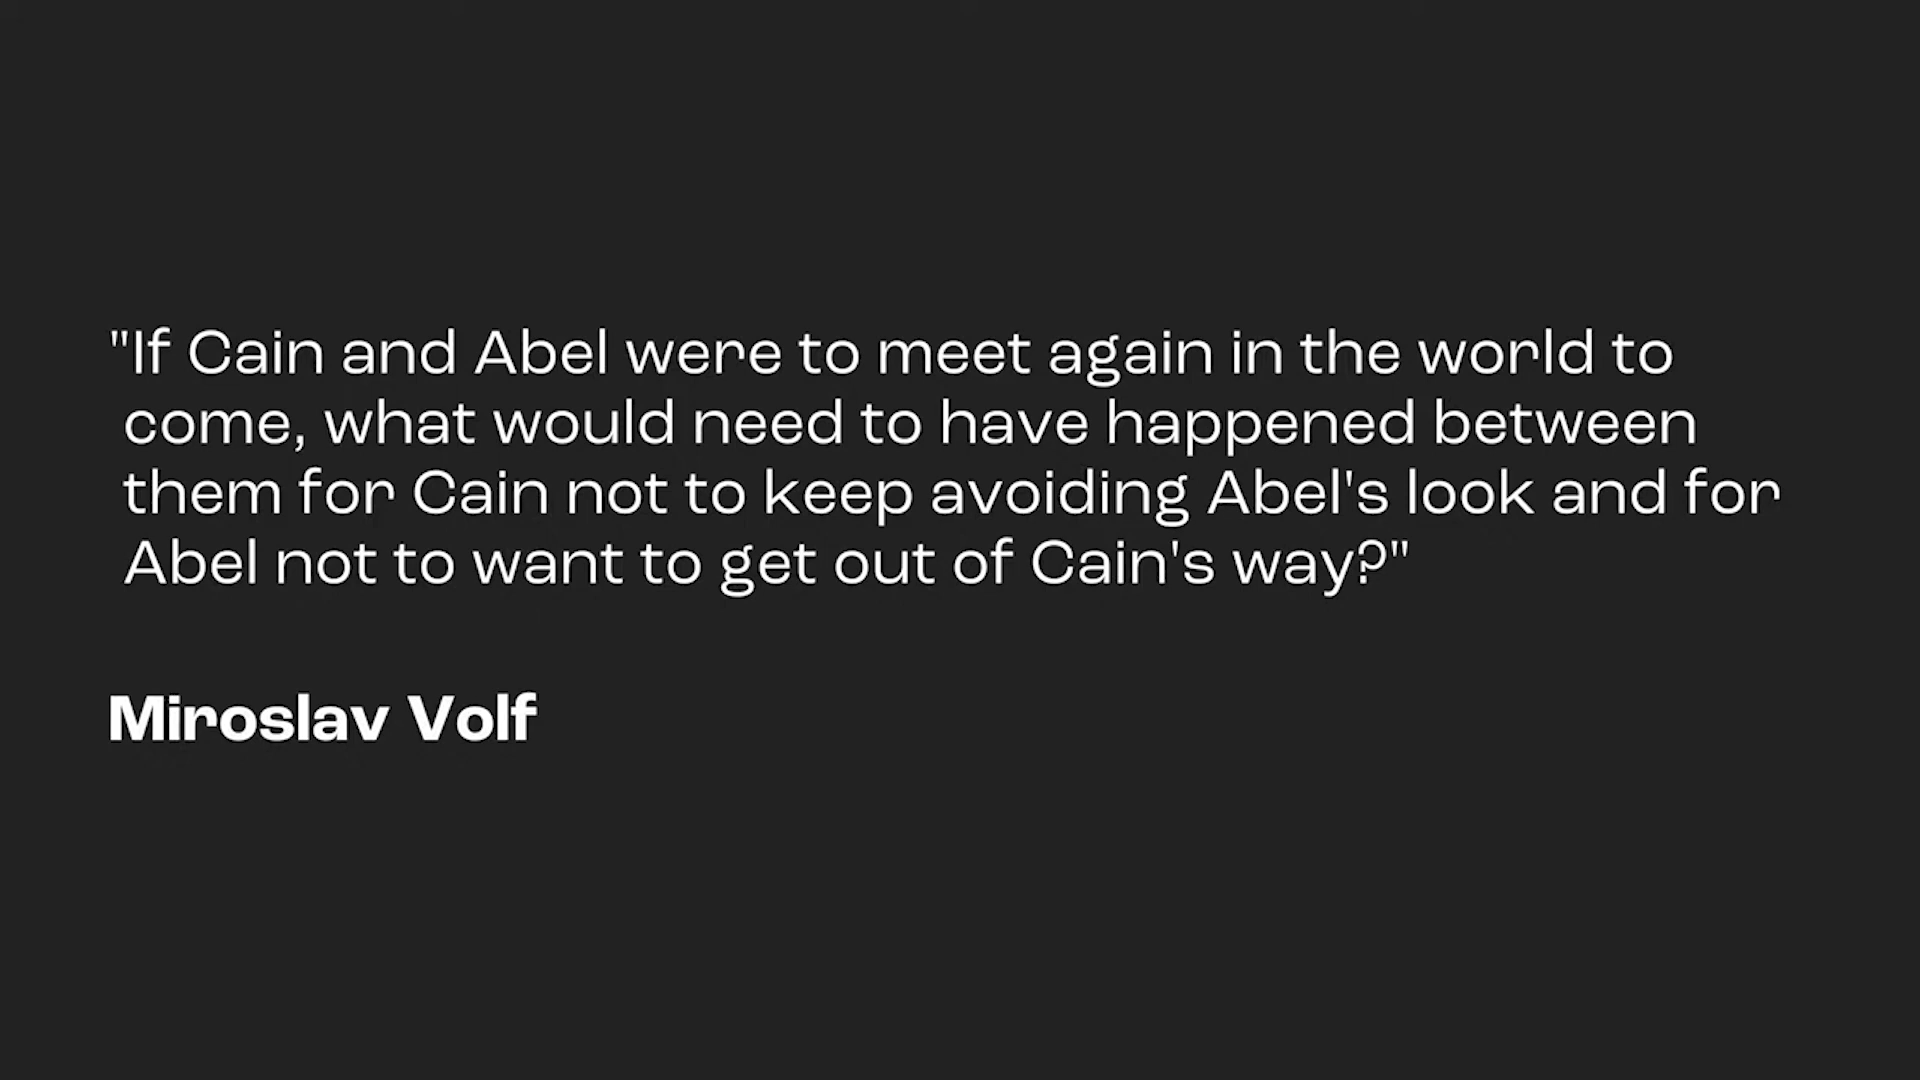 "If Cain and Abel were to meet again in the world to
come, what would need to have happened between
them for Cain not to keep avoiding Abel's look and for
Abel not to want to get out of Cain's way?"
Miroslav Volf